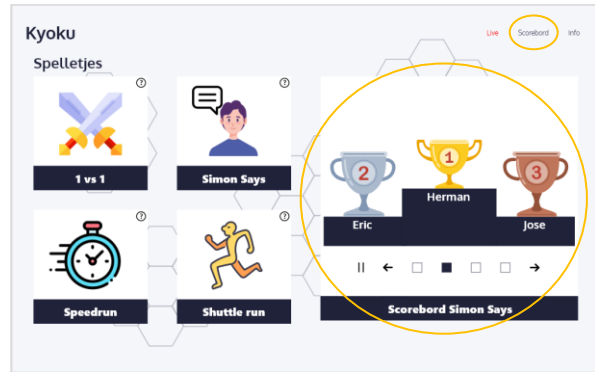 Kyoku
Live Scorebord Info
Spelletjes
?
?
1 vs 1
Simon Says
?
?
Speedrun
Shuttle run
2
1
3
Eric
Herman
Jose
Scorebord Simon Says